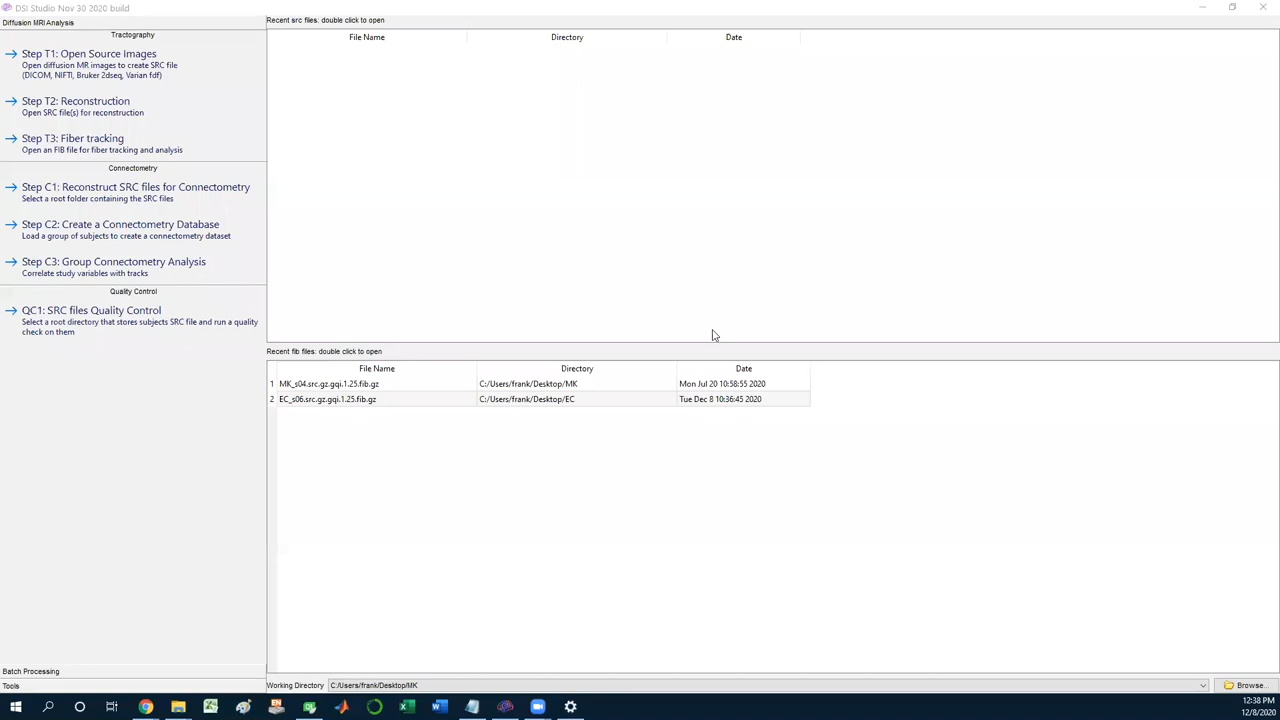 DSI Studio Nov 30 2020 build
Diffusion MRI Analysis
Tractography
Step T1: Open Source Images
Open diffusion MR images to create SRC file
(DICOM, NIFTI, Bruker 2dseq, Varian fdf)
Step T2: Reconstruction
Open SRC file(s) for reconstruction
Step T3: Fiber tracking
Open an FIB file for fiber tracking and analysis
Connectometry
Step C1: Reconstruct SRC files for Connectometry
Select a root folder containing the SRC files
Step C2: Create a Connectometry Database
Load a group of subjects to create a connectometry dataset
Step C3: Group Connectometry Analysis
Correlate study variables with tracks
Quality Control
QC1: SRC files Quality Control
Select a root directory that stores subjects SRC file and run a quality
check on them
Batch Processing
Tools
Recent src files: double click to open
File Name Directory Date
Recent fib files: double click to open
File Name Directory Date
1 MK_s04.src.gz.gqi.1.25.fib.gz C:/Users/frank/Desktop/MK Mon Jul 20 10:58:55 2020
2 EC_s06.src.gz.gqi.1.25.fib.gz C:/Users/frank/Desktop/EC Tue Dec 8 10:36:45 2020
Working Directory C:/Users/frank/Desktop/MK Browse...
12:38 PM
12/8/2020